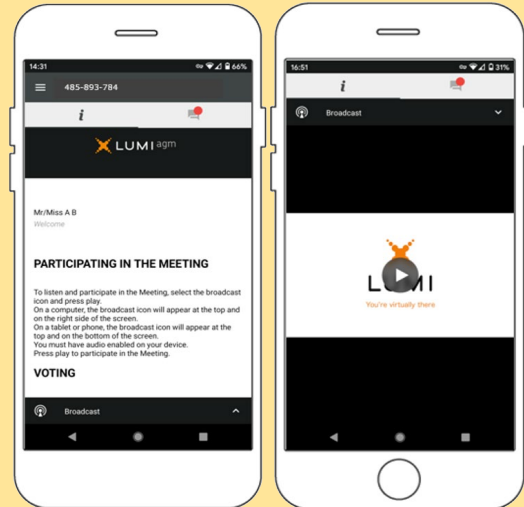 14:31
66%
485-893-784
i
LUMI agm
Mr/Miss A B
Welcome
PARTICIPATING IN THE MEETING
To listen and participate in the Meeting, select the broadcast
icon and press play.
On a computer, the broadcast icon will appear at the top and
on the right side of the screen.
On a tablet or phone, the broadcast icon will appear at the
top and on the bottom of the screen.
You must have audio enabled on your device.
Press play to participate in the Meeting.
VOTING
Broadcast
16:51
31%
i
Broadcast
LUMI
You're virtually there